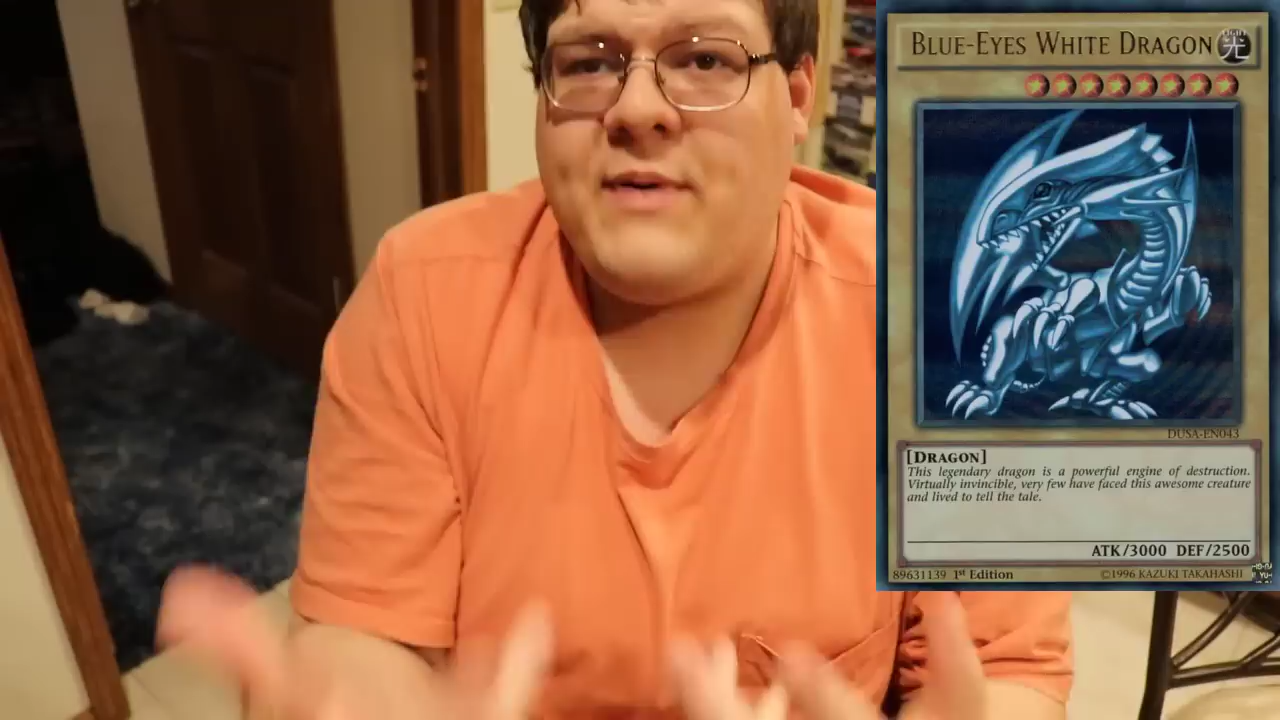 BLUE-EYES WHITE DRAGON
LIGHT
光
DUSA-EN043
[DRAGON]
This legendary dragon is a powerful engine of destruction.
Virtually invincible, very few have faced this awesome creature
and lived to tell the tale.
ATK/3000 DEF/2500
89631139 1st Edition
©1996 KAZUKI TAKAHASHI